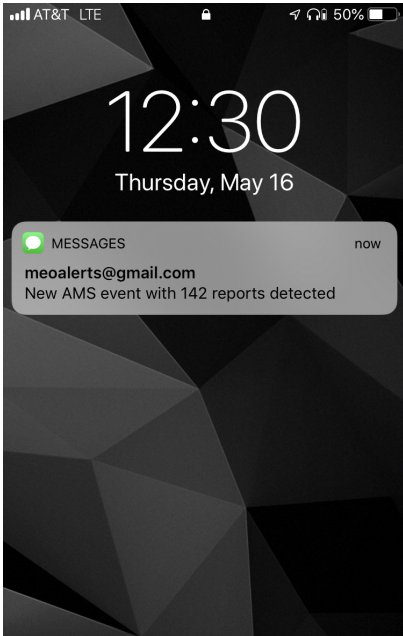 AT&T LTE 50%
12:30
Thursday, May 16
MESSAGES now
meoalerts@gmail.com
New AMS event with 142 reports detected